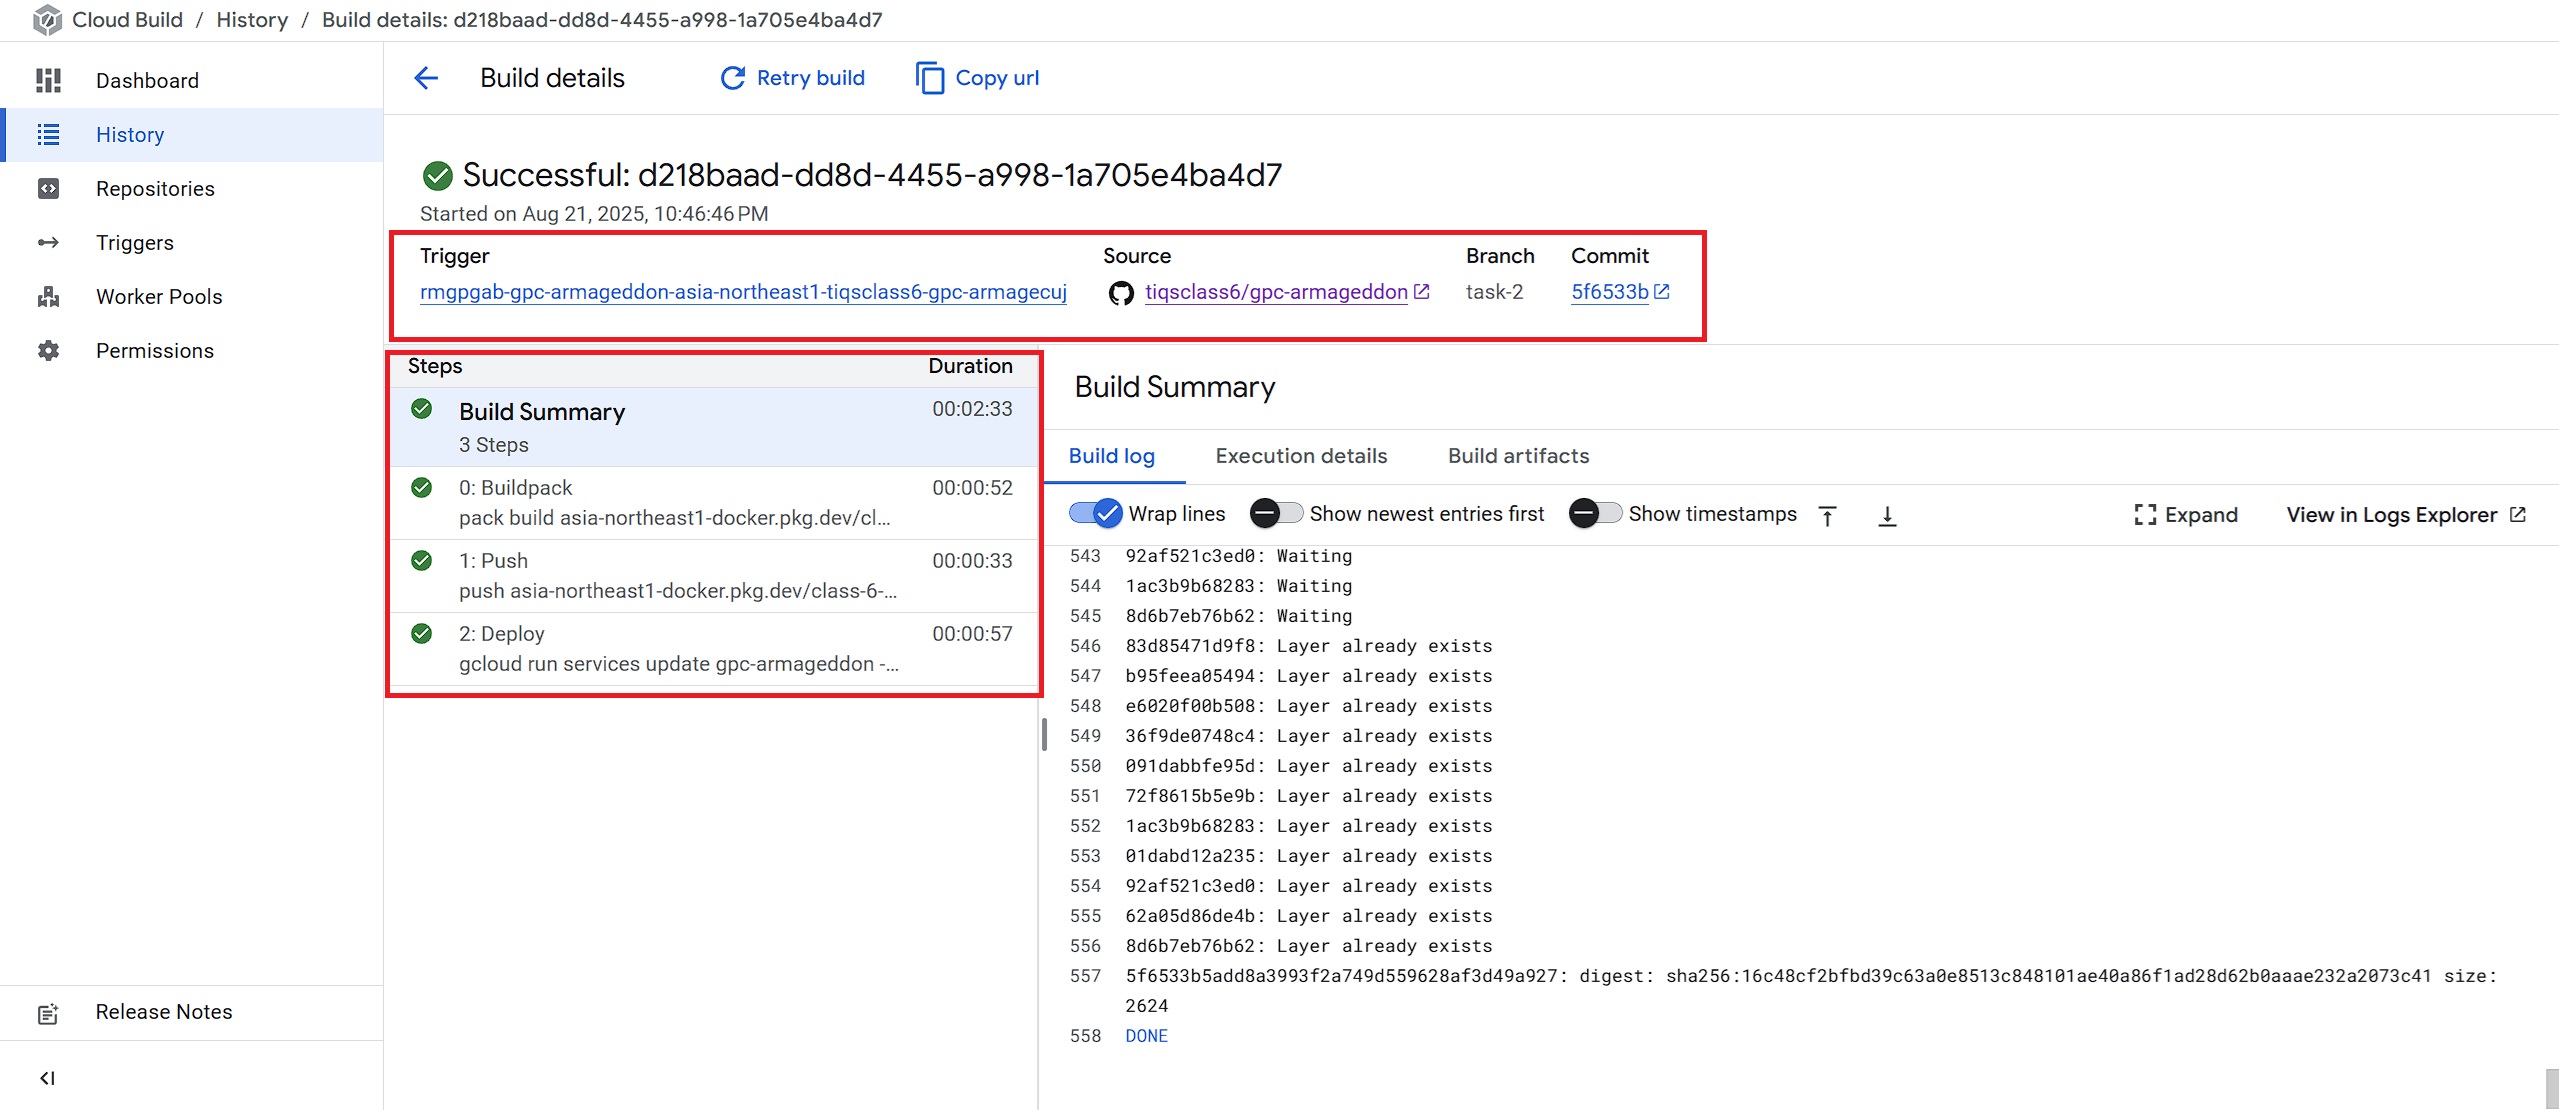 Cloud Build / History / Build details: d218baad-dd8d-4455-a998-1a705e4ba4d7
Dashboard
History
Repositories
Triggers
Worker Pools
Permissions
Release Notes
Build details
Retry build
Copy url
Successful: d218baad-dd8d-4455-a998-1a705e4ba4d7
Started on Aug 21, 2025, 10:46:46 PM
Trigger Source Branch Commit
rmgpgab-gpc-armageddon-asia-northeast1-tiqsclass6-gpc-armagecuj tiqsclass6/gpc-armageddon task-2 5f6533b
Steps Duration
Build Summary 00:02:33
3 Steps
0: Buildpack 00:00:52
pack build asia-northeast1-docker.pkg.dev/cl...
1: Push 00:00:33
push asia-northeast1-docker.pkg.dev/class-6-...
2: Deploy 00:00:57
gcloud run services update gpc-armageddon -...
Build Summary
Build log Execution details Build artifacts
Wrap lines Show newest entries first Show timestamps Expand View in Logs Explorer
543 92af521c3ed0: Waiting
544 1ac3b9b68283: Waiting
545 8d6b7eb76b62: Waiting
546 83d85471d9f8: Layer already exists
547 b95feea05494: Layer already exists
548 e6020f00b508: Layer already exists
549 36f9de0748c4: Layer already exists
550 091dabbfe95d: Layer already exists
551 72f8615b5e9b: Layer already exists
552 1ac3b9b68283: Layer already exists
553 01dabd12a235: Layer already exists
554 92af521c3ed0: Layer already exists
555 62a05d86de4b: Layer already exists
556 8d6b7eb76b62: Layer already exists
557 5f6533b5add8a3993f2a749d559628af3d49a927: digest: sha256:16c48cf2bfbd39c63a0e8513c848101ae40a86f1ad28d62b0aaae232a2073c41 size:
2624
558 DONE